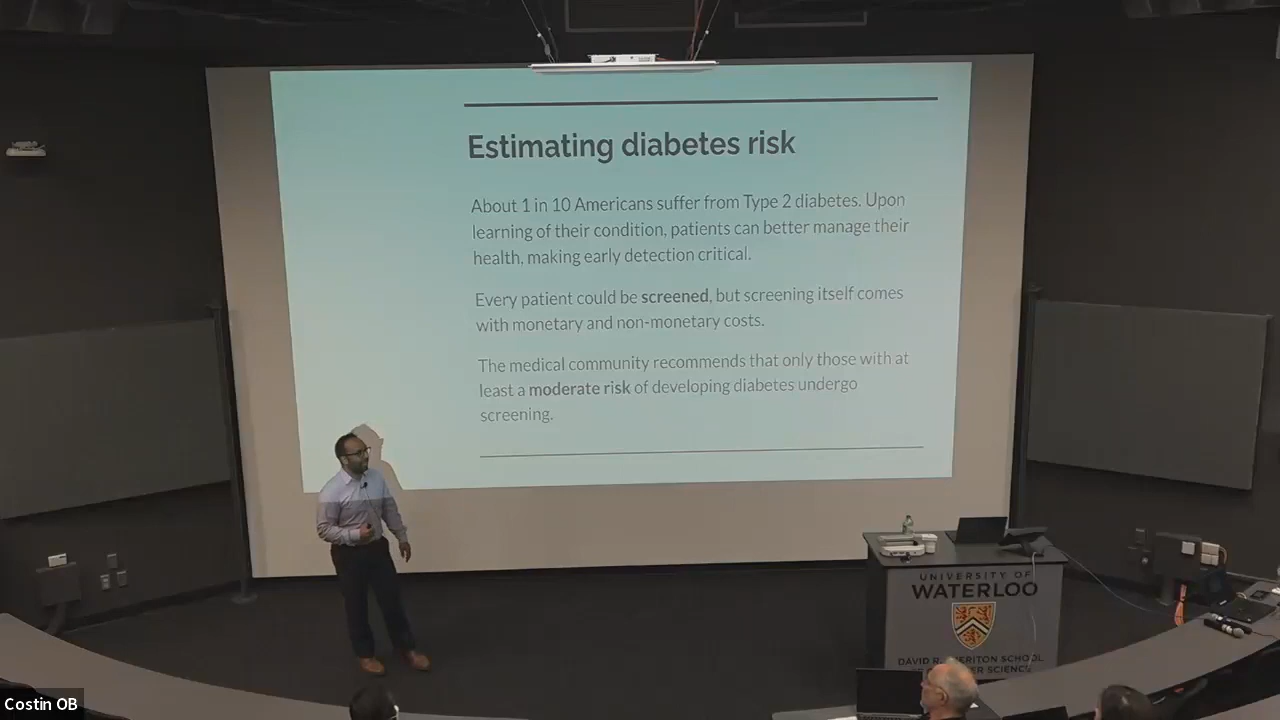 Estimating diabetes risk
About 1 in 10 Americans suffer from Type 2 diabetes. Upon
learning of their condition, patients can better manage their
health, making early detection critical.
Every patient could be screened, but screening itself comes
with monetary and non-monetary costs.
The medical community recommends that only those with at
least a moderate risk of developing diabetes undergo
screening.
UNIVERSITY OF
WATERLOO
DAVID SCHOOL
SCIENCE
Costin OB